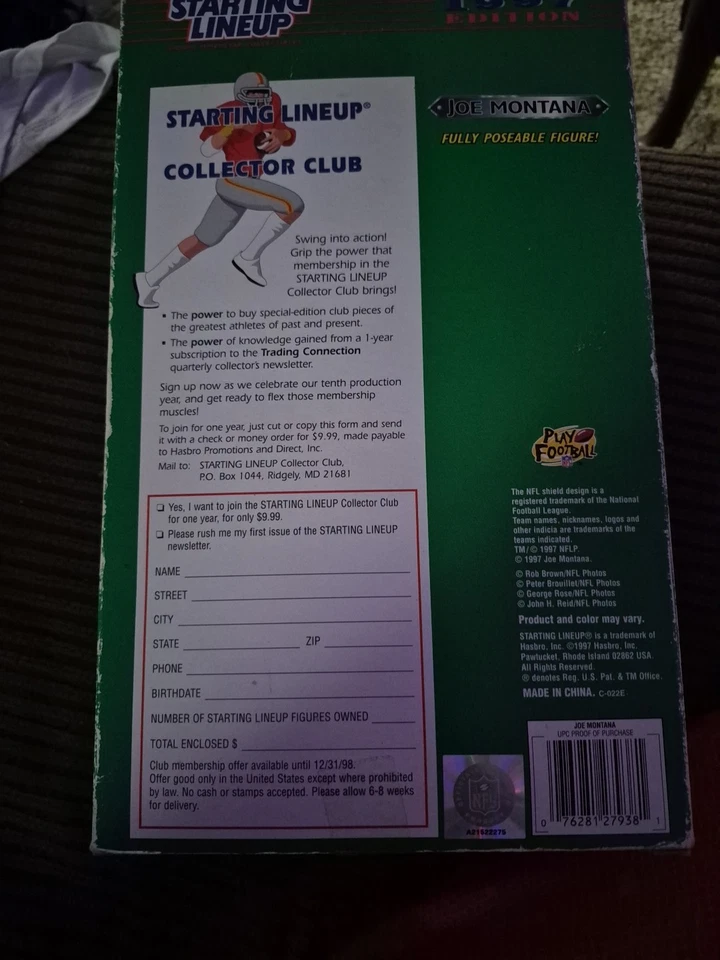 STARTING
LINEUP
1997
EDITION
STARTING LINEUP®
COLLECTOR CLUB
Swing into action!
Grip the power that
membership in the
STARTING LINEUP
Collector Club brings!
• The power to buy special-edition club pieces of
the greatest athletes of past and present.
• The power of knowledge gained from a 1-year
subscription to the Trading Connection
quarterly collector's newsletter.
Sign up now as we celebrate our tenth production
year, and get ready to flex those membership
muscles!
To join for one year, just cut or copy this form and send
it with a check or money order for $9.99, made payable
to Hasbro Promotions and Direct, Inc.
Mail to: STARTING LINEUP Collector Club,
P.O. Box 1044, Ridgely, MD 21681
❏ Yes, I want to join the STARTING LINEUP Collector Club
for one year, for only $9.99.
❏ Please rush me my first issue of the STARTING LINEUP
newsletter.
NAME
STREET
CITY
STATE ZIP
PHONE
BIRTHDATE
NUMBER OF STARTING LINEUP FIGURES OWNED
TOTAL ENCLOSED $
Club membership offer available until 12/31/98.
Offer good only in the United States except where prohibited
by law. No cash or stamps accepted. Please allow 6-8 weeks
for delivery.
JOE MONTANA
FULLY POSEABLE FIGURE!
PLAY
FOOTBALL
The NFL shield design is a
registered trademark of the National
Football League.
Team names, nicknames, logos and
other indicia are trademarks of the
teams indicated.
TM/© 1997 NFLP.
© 1997 Joe Montana.
© Rob Brown/NFL Photos
© Peter Brouillet/NFL Photos
© George Rose/NFL Photos
© John H. Reid/NFL Photos
Product and color may vary.
STARTING LINEUP® is a trademark of
Hasbro, Inc. ©1997 Hasbro, Inc.
Pawtucket, Rhode Island 02862 USA.
All Rights Reserved.
® denotes Reg. U.S. Pat. & TM Office.
MADE IN CHINA. C-022E
NFL
A21522275
JOE MONTANA
UPC PROOF OF PURCHASE
0 76281 27938 1